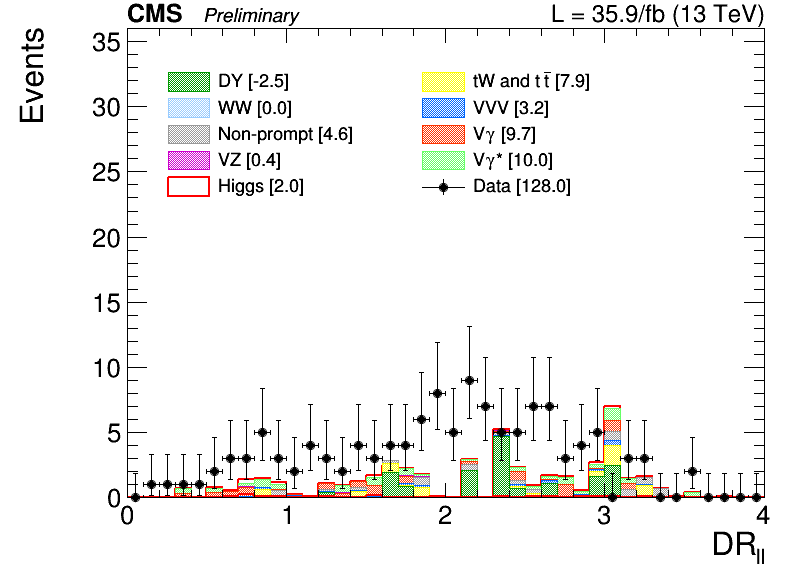 CMS Preliminary L = 35.9/fb (13 TeV)
Events
35
30
25
20
15
10
5
0
DY [-2.5] tW and tt̅ [7.9]
WW [0.0] VVV [3.2]
Non-prompt [4.6] Vγ [9.7]
VZ [0.4] Vγ* [10.0]
Higgs [2.0] Data [128.0]
0 1 2 3 4
DR_ll